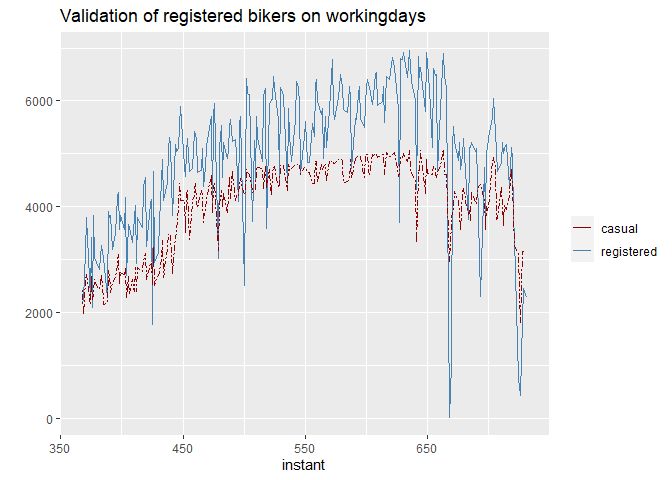 Validation of registered bikers on workingdays
6000
4000
2000
0
350
450
550
650
instant
casual
registered